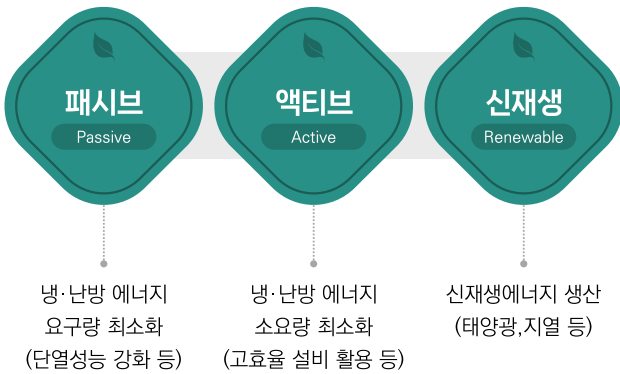 패시브
Passive
액티브
Active
신재생
Renewable
냉·난방 에너지
요구량 최소화
(단열성능 강화 등)
냉·난방 에너지
소요량 최소화
(고효율 설비 활용 등)
신재생에너지 생산
(태양광,지열 등)